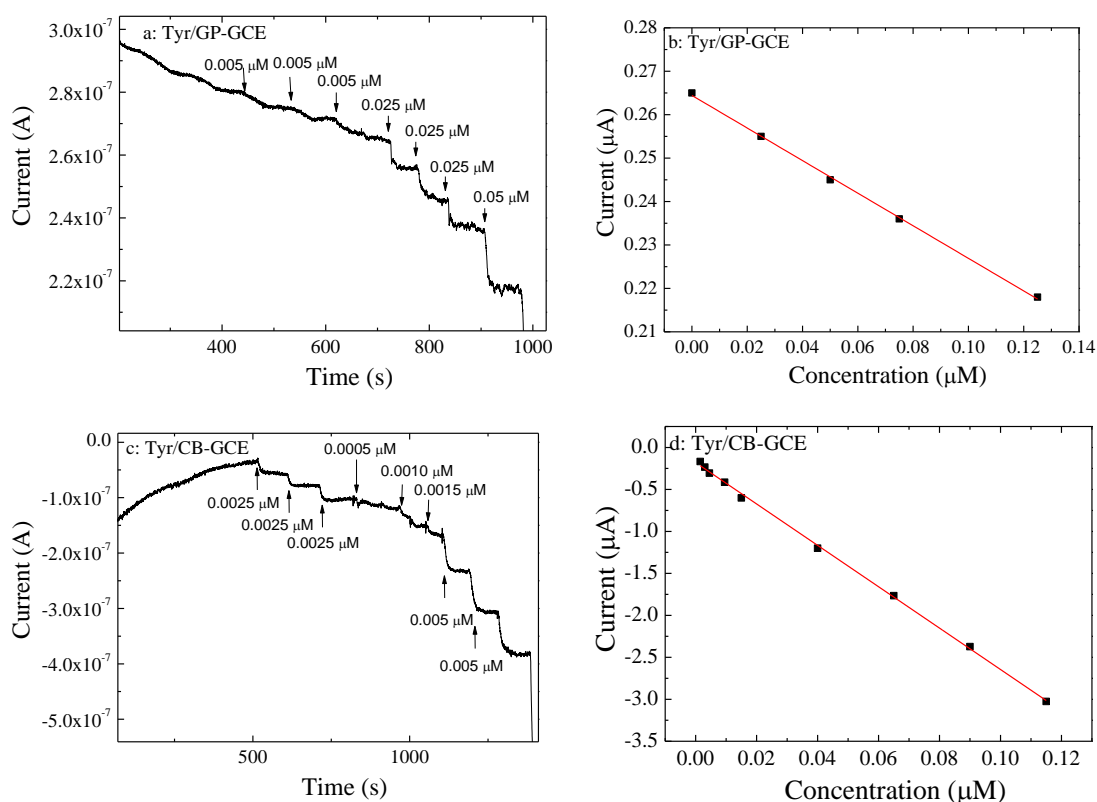 a: Tyr/GP-GCE
3.0x10⁻⁷
2.8x10⁻⁷
2.6x10⁻⁷
2.4x10⁻⁷
2.2x10⁻⁷
Current (A)
0.005 μM
0.005 μM
0.005 μM
0.025 μM
0.025 μM
0.025 μM
0.05 μM
400
600
800
1000
Time (s)
b: Tyr/GP-GCE
0.27
0.26
0.25
0.24
0.23
0.22
0.21
Current (μA)
0.00
0.02
0.04
0.06
0.08
0.10
0.12
0.14
Concentration (μM)
c: Tyr/CB-GCE
0.0
-1.0x10⁻⁷
-2.0x10⁻⁷
-3.0x10⁻⁷
-4.0x10⁻⁷
-5.0x10⁻⁷
Current (A)
0.0005 μM
0.0010 μM
0.0015 μM
0.0025 μM
0.0025 μM
0.0025 μM
0.005 μM
0.005 μM
500
1000
Time (s)
d: Tyr/CB-GCE
0.0
-0.5
-1.0
-1.5
-2.0
-2.5
-3.0
-3.5
Current (μA)
0.00
0.02
0.04
0.06
0.08
0.10
0.12
Concentration (μM)